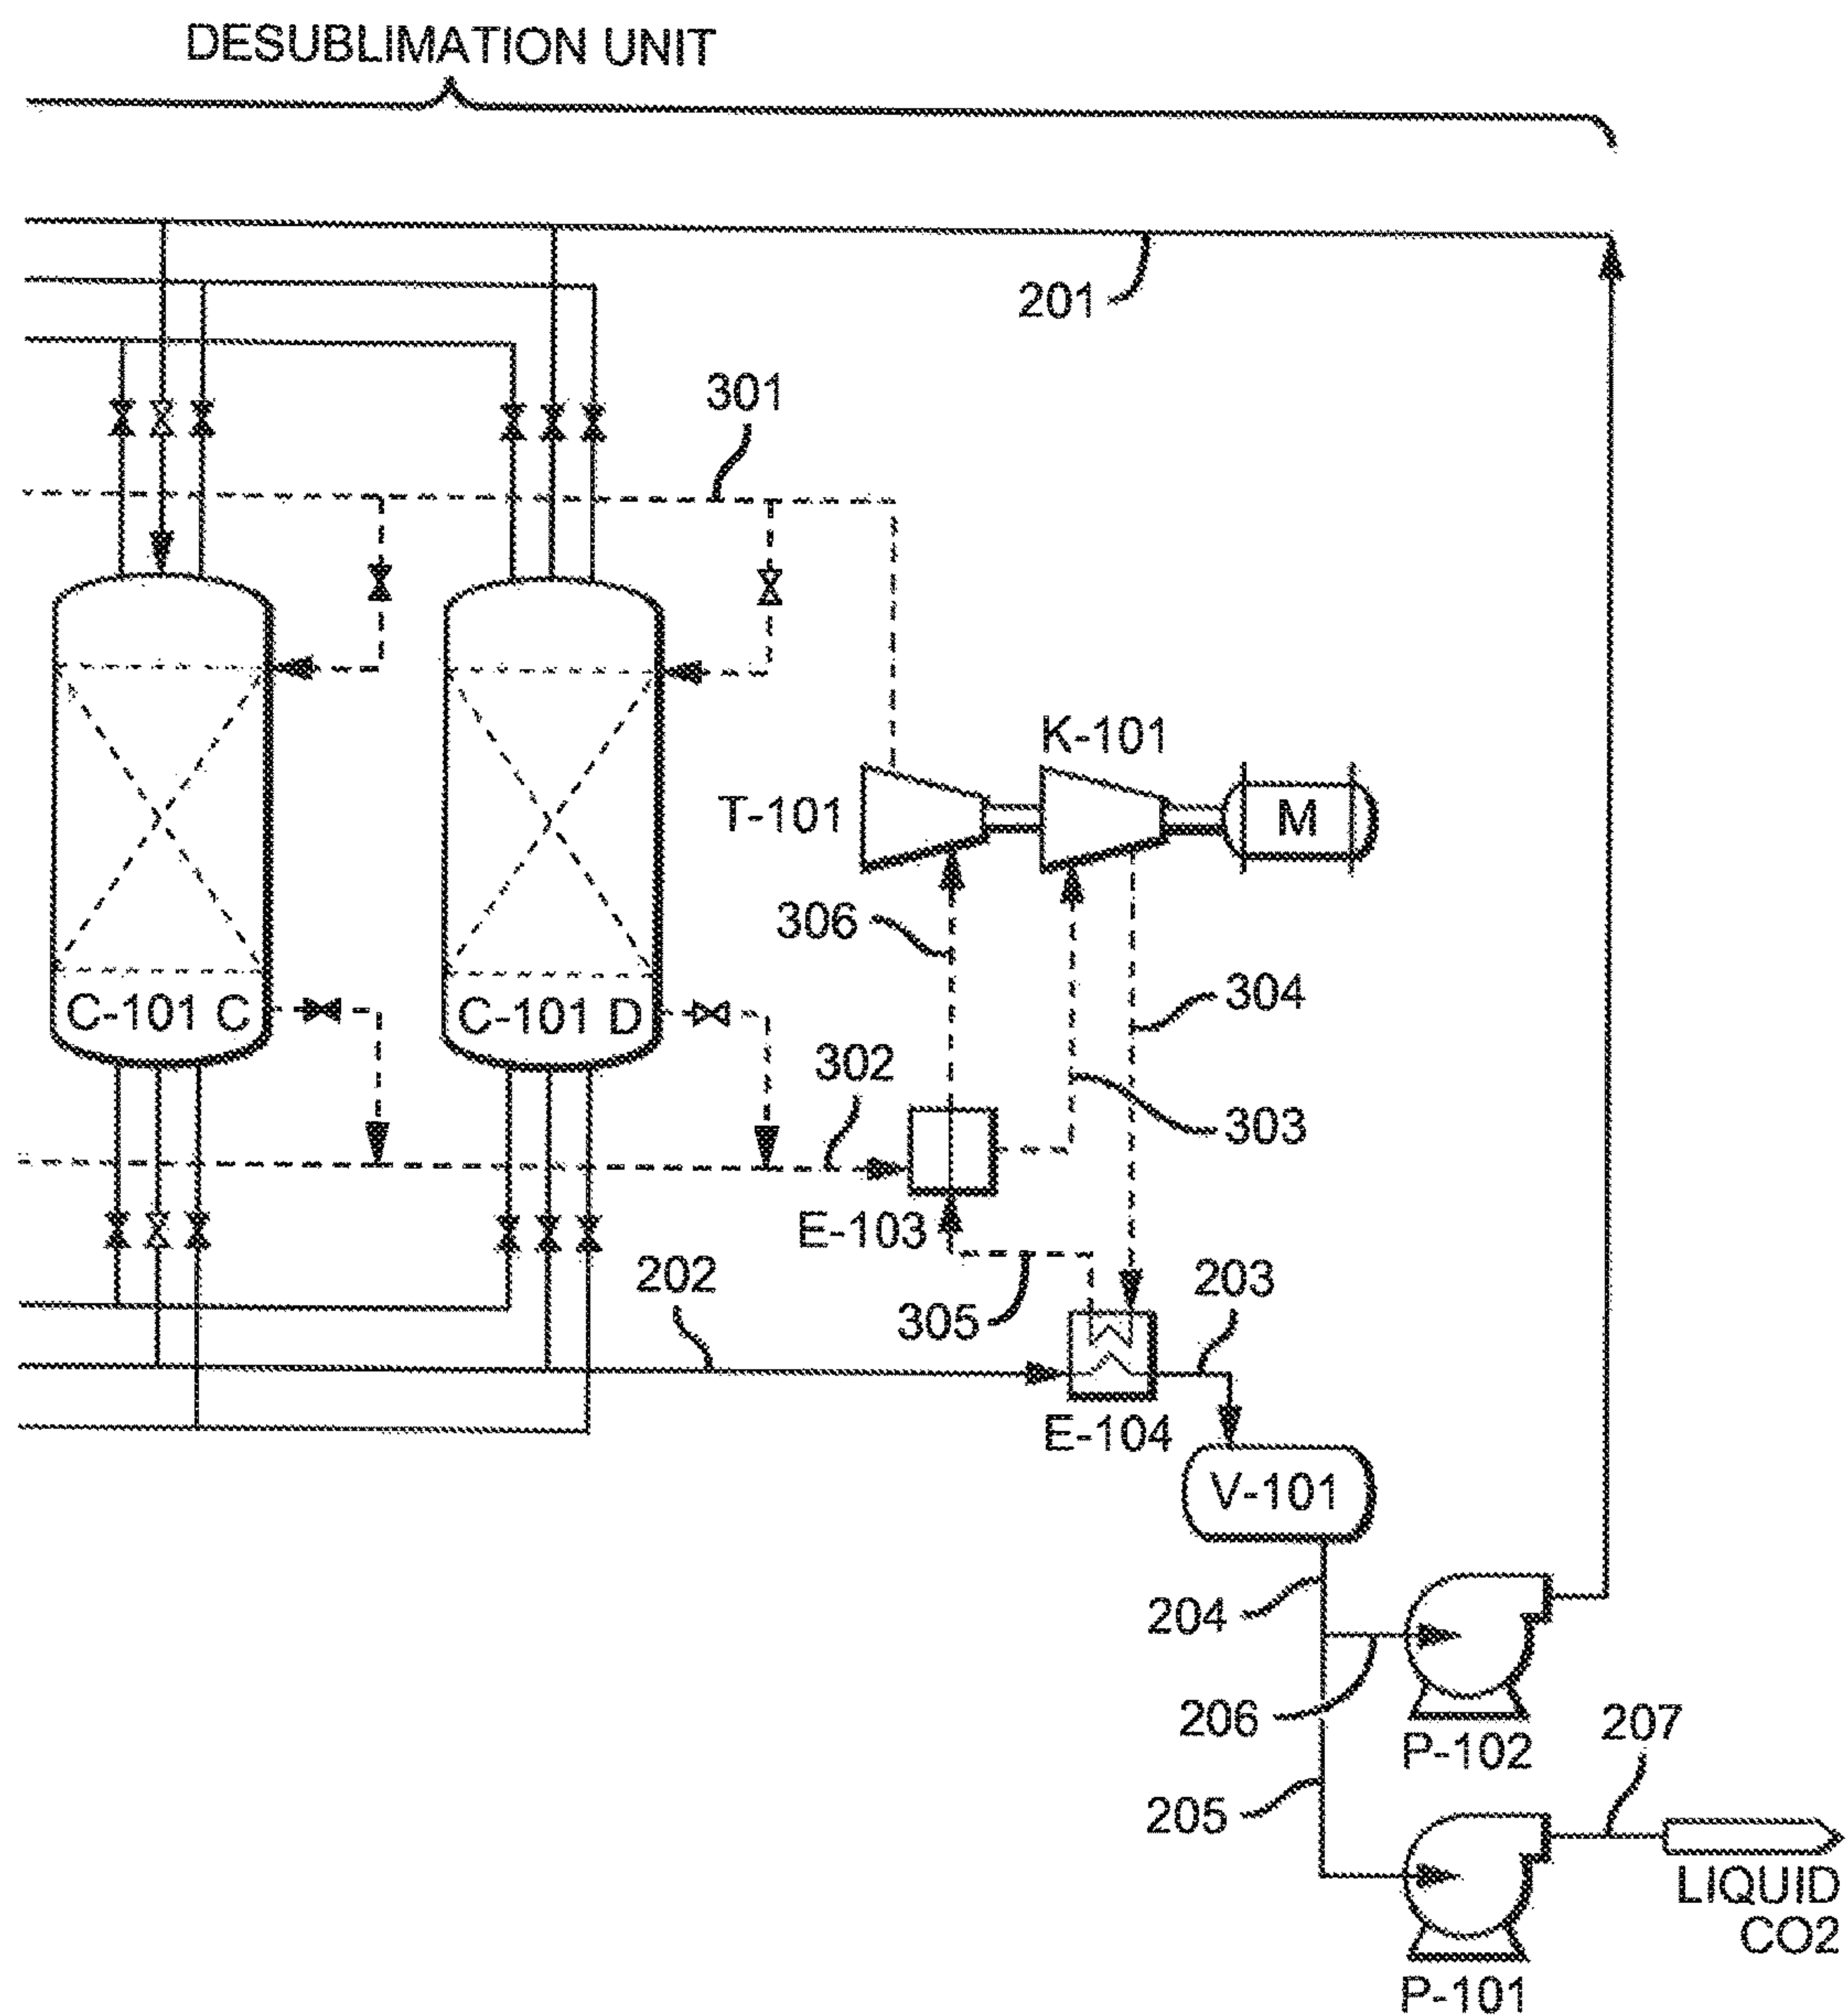 DESUBLIMATION UNIT
201
301
K-101
T-101
M
306
304
C-101 C
C-101 D
302
303
E-103
202
203
305
E-104
V-101
204
206
207
P-102
205
LIQUID
CO2
P-101